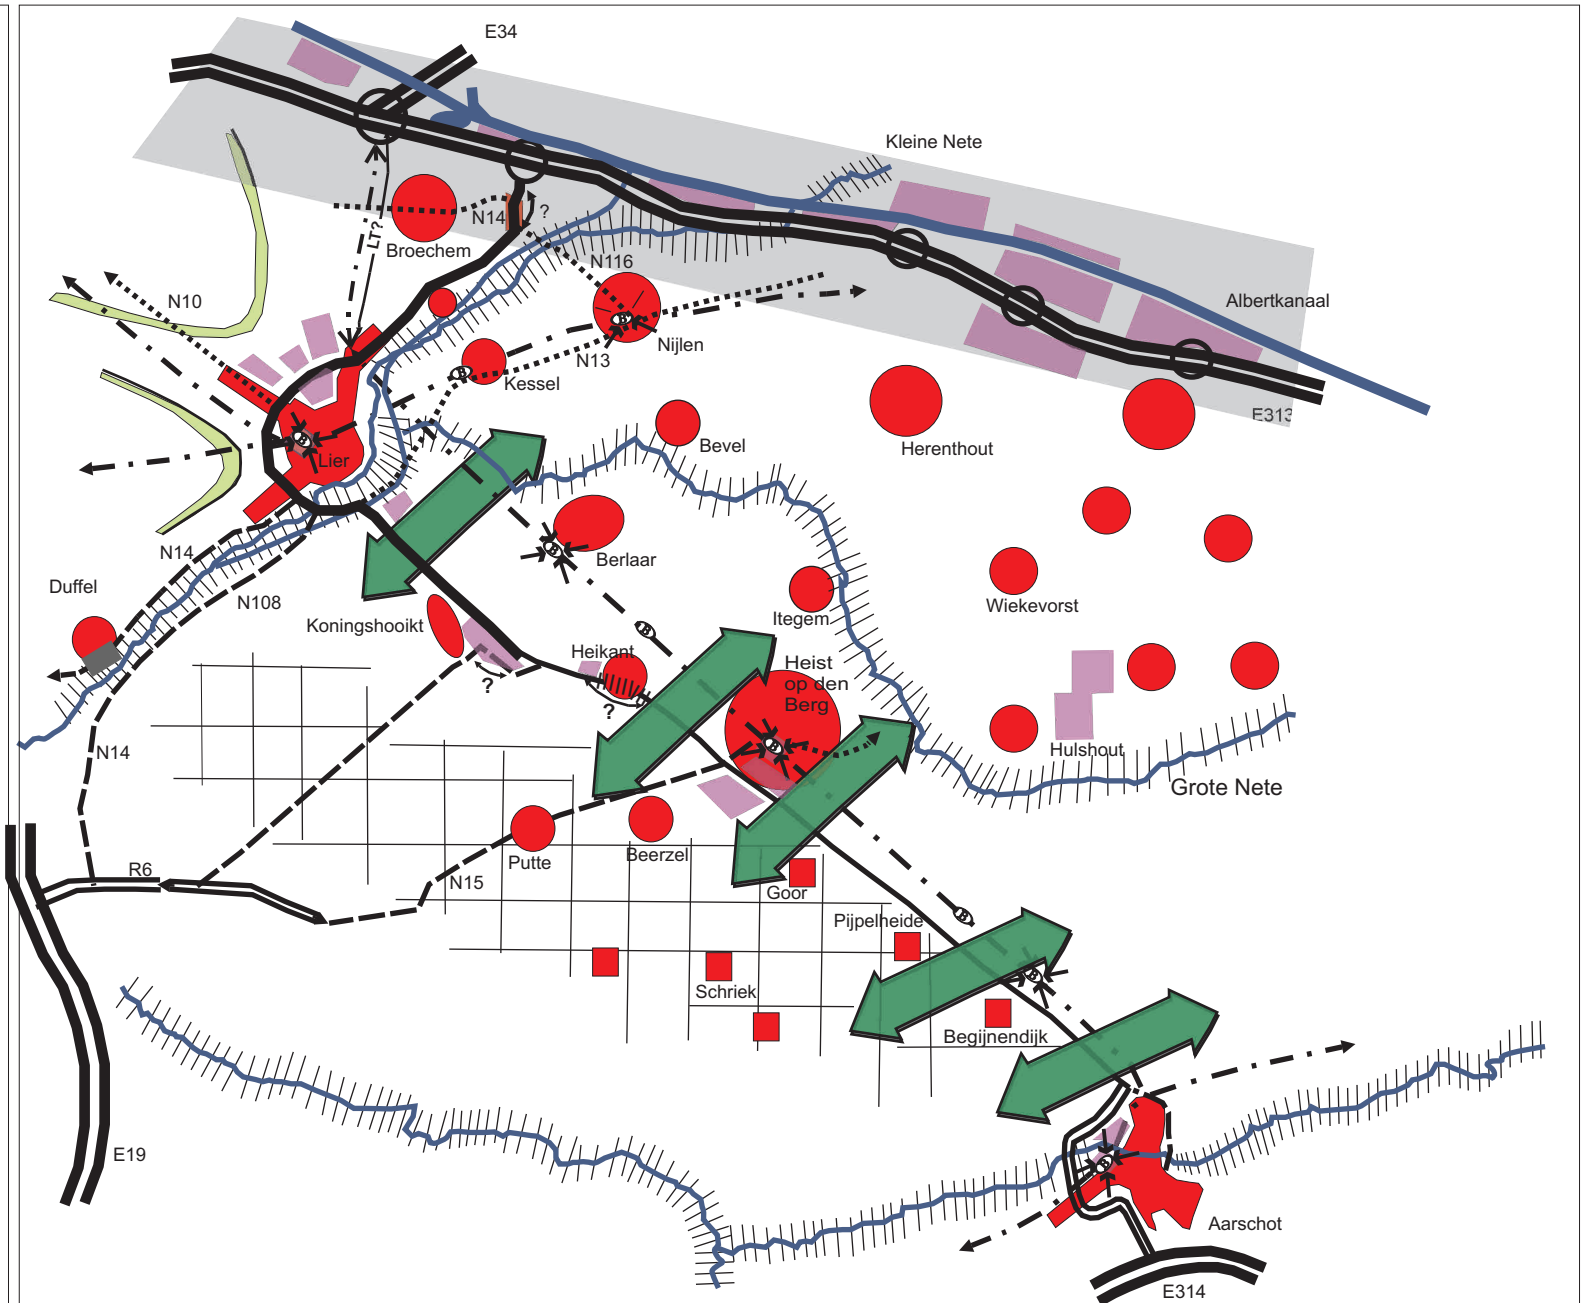 E34
Kleine Nete
N14
?
Broechem
LT?
N116
N10
Albertkanaal
N13
Nijlen
B
Kessel
B
E313
Herenthout
Bevel
B
Lier
N14
B
Berlaar
Duffel
N108
Itegem
Wiekevorst
Koningshooikt
B
Heikant
Heist
op den
Berg
?
?
B
Hulshout
N14
Grote Nete
Putte
Beerzel
R6
N15
Goor
B
Pijpelheide
B
Schriek
Begijnendijk
E19
B
Aarschot
E314